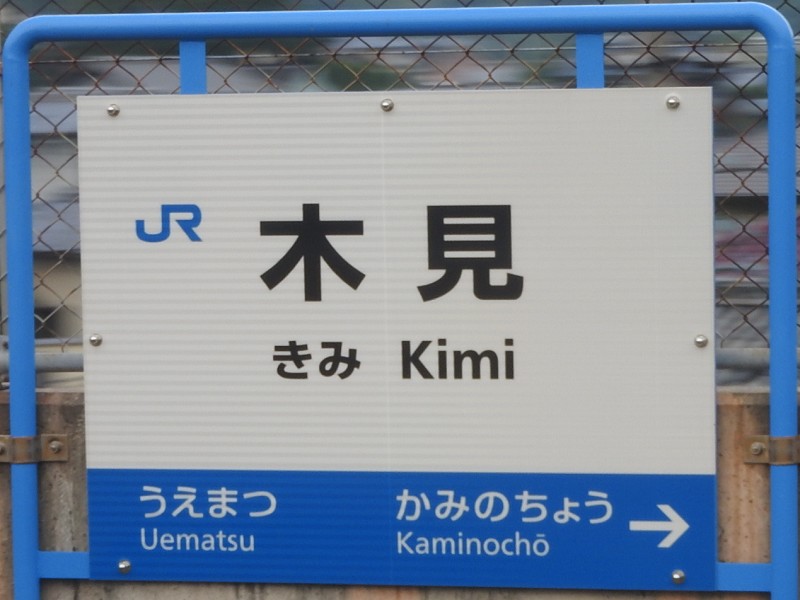 JR 木見
きみ Kimi
うえまつ かみのちょう →
Uematsu Kaminochō